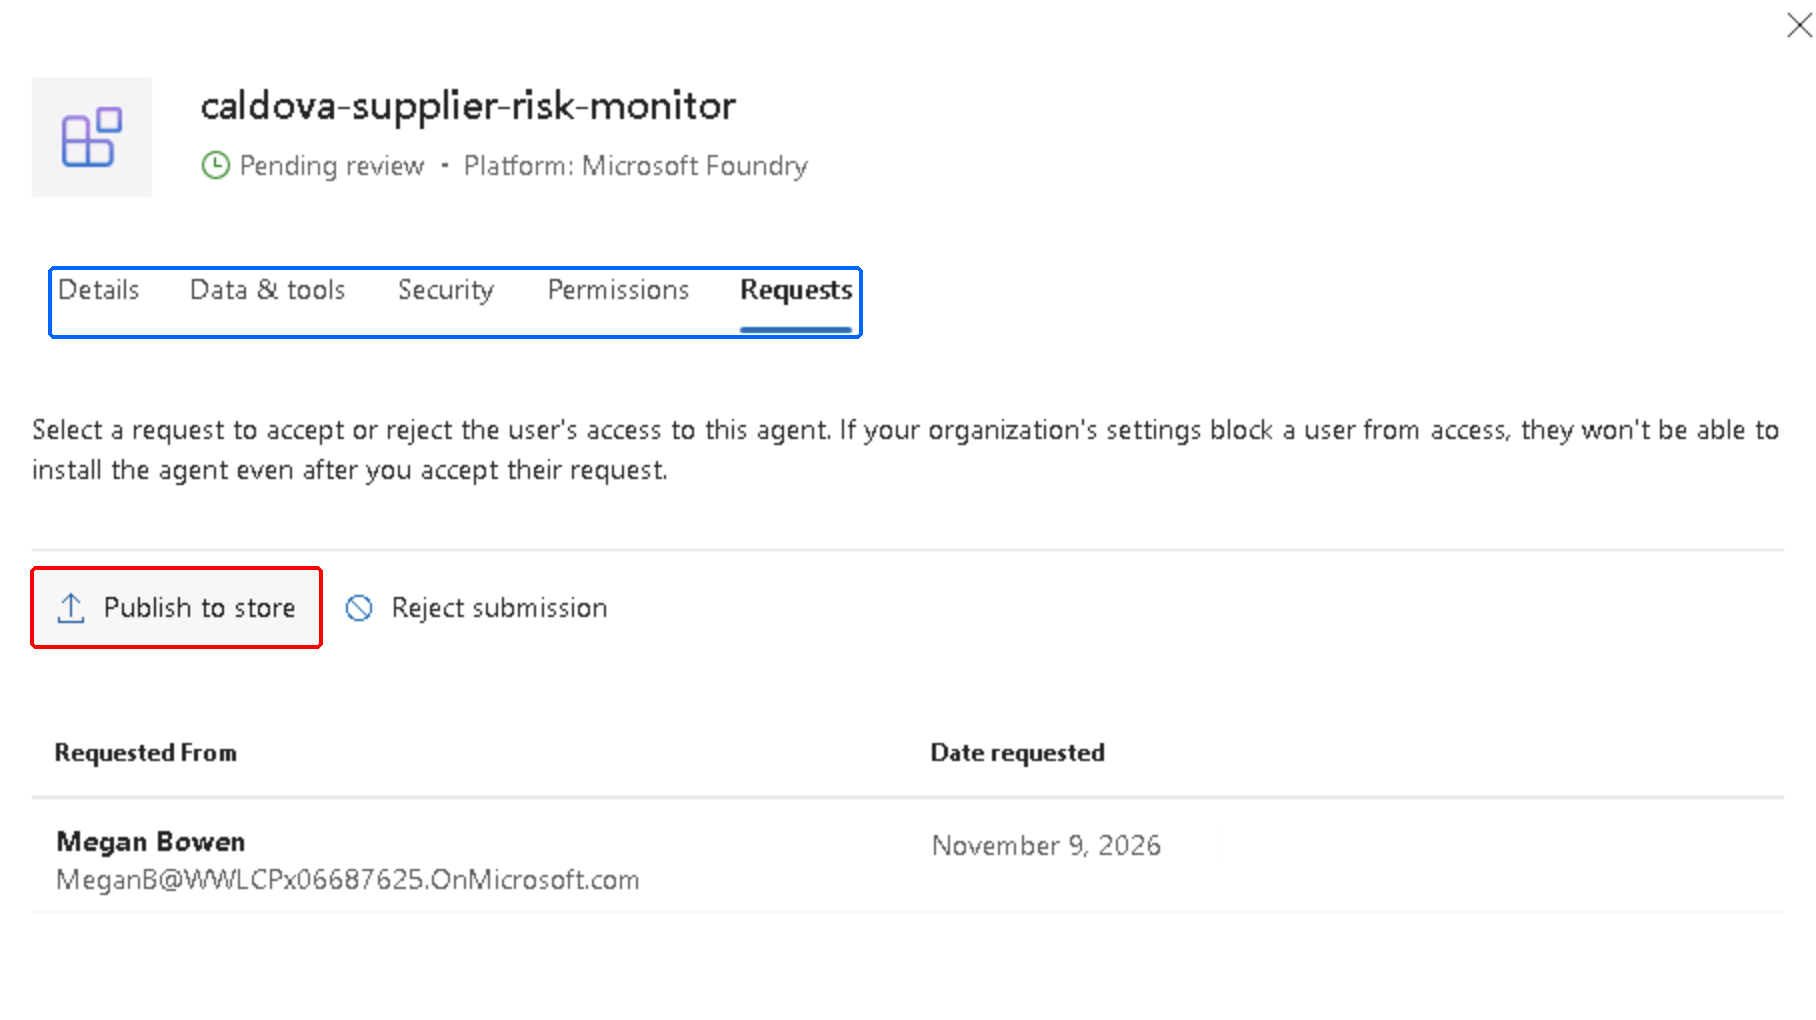 caldova-supplier-risk-monitor
Pending review • Platform: Microsoft Foundry
Details Data & tools Security Permissions Requests
Select a request to accept or reject the user's access to this agent. If your organization's settings block a user from access, they won't be able to
install the agent even after you accept their request.
Publish to store Reject submission
Requested From Date requested
Megan Bowen November 9, 2026
MeganB@WWLCPx06687625.OnMicrosoft.com